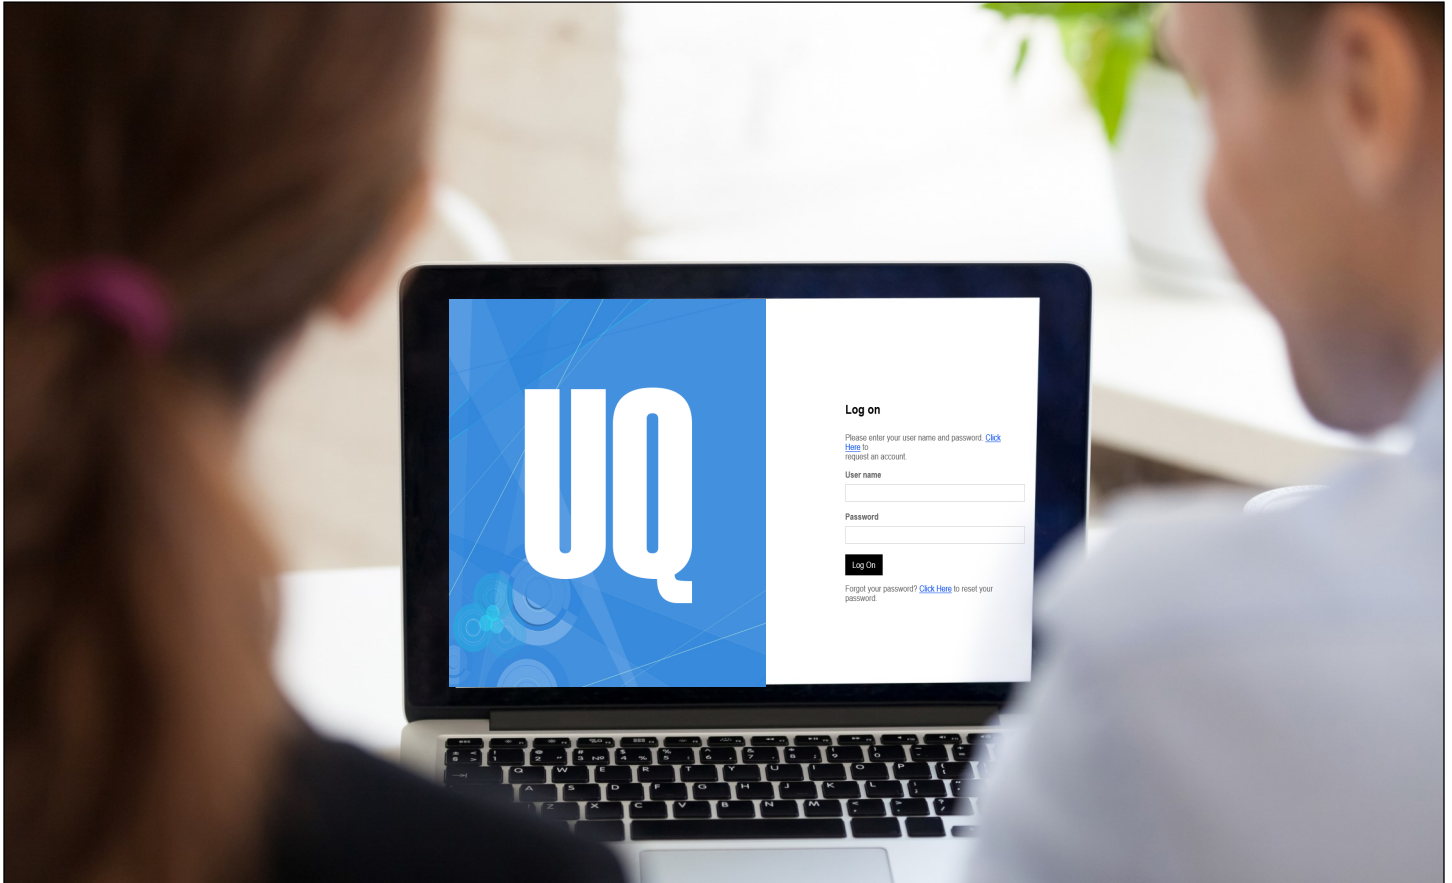 UQ
Log on
Please enter your user name and password. Click
Here to
request an account.
User name
Password
Log On
Forgot your password? Click Here to reset your
password.
Q W E R T Y U I O P
A S D F G H J K L
Z X C V B N M